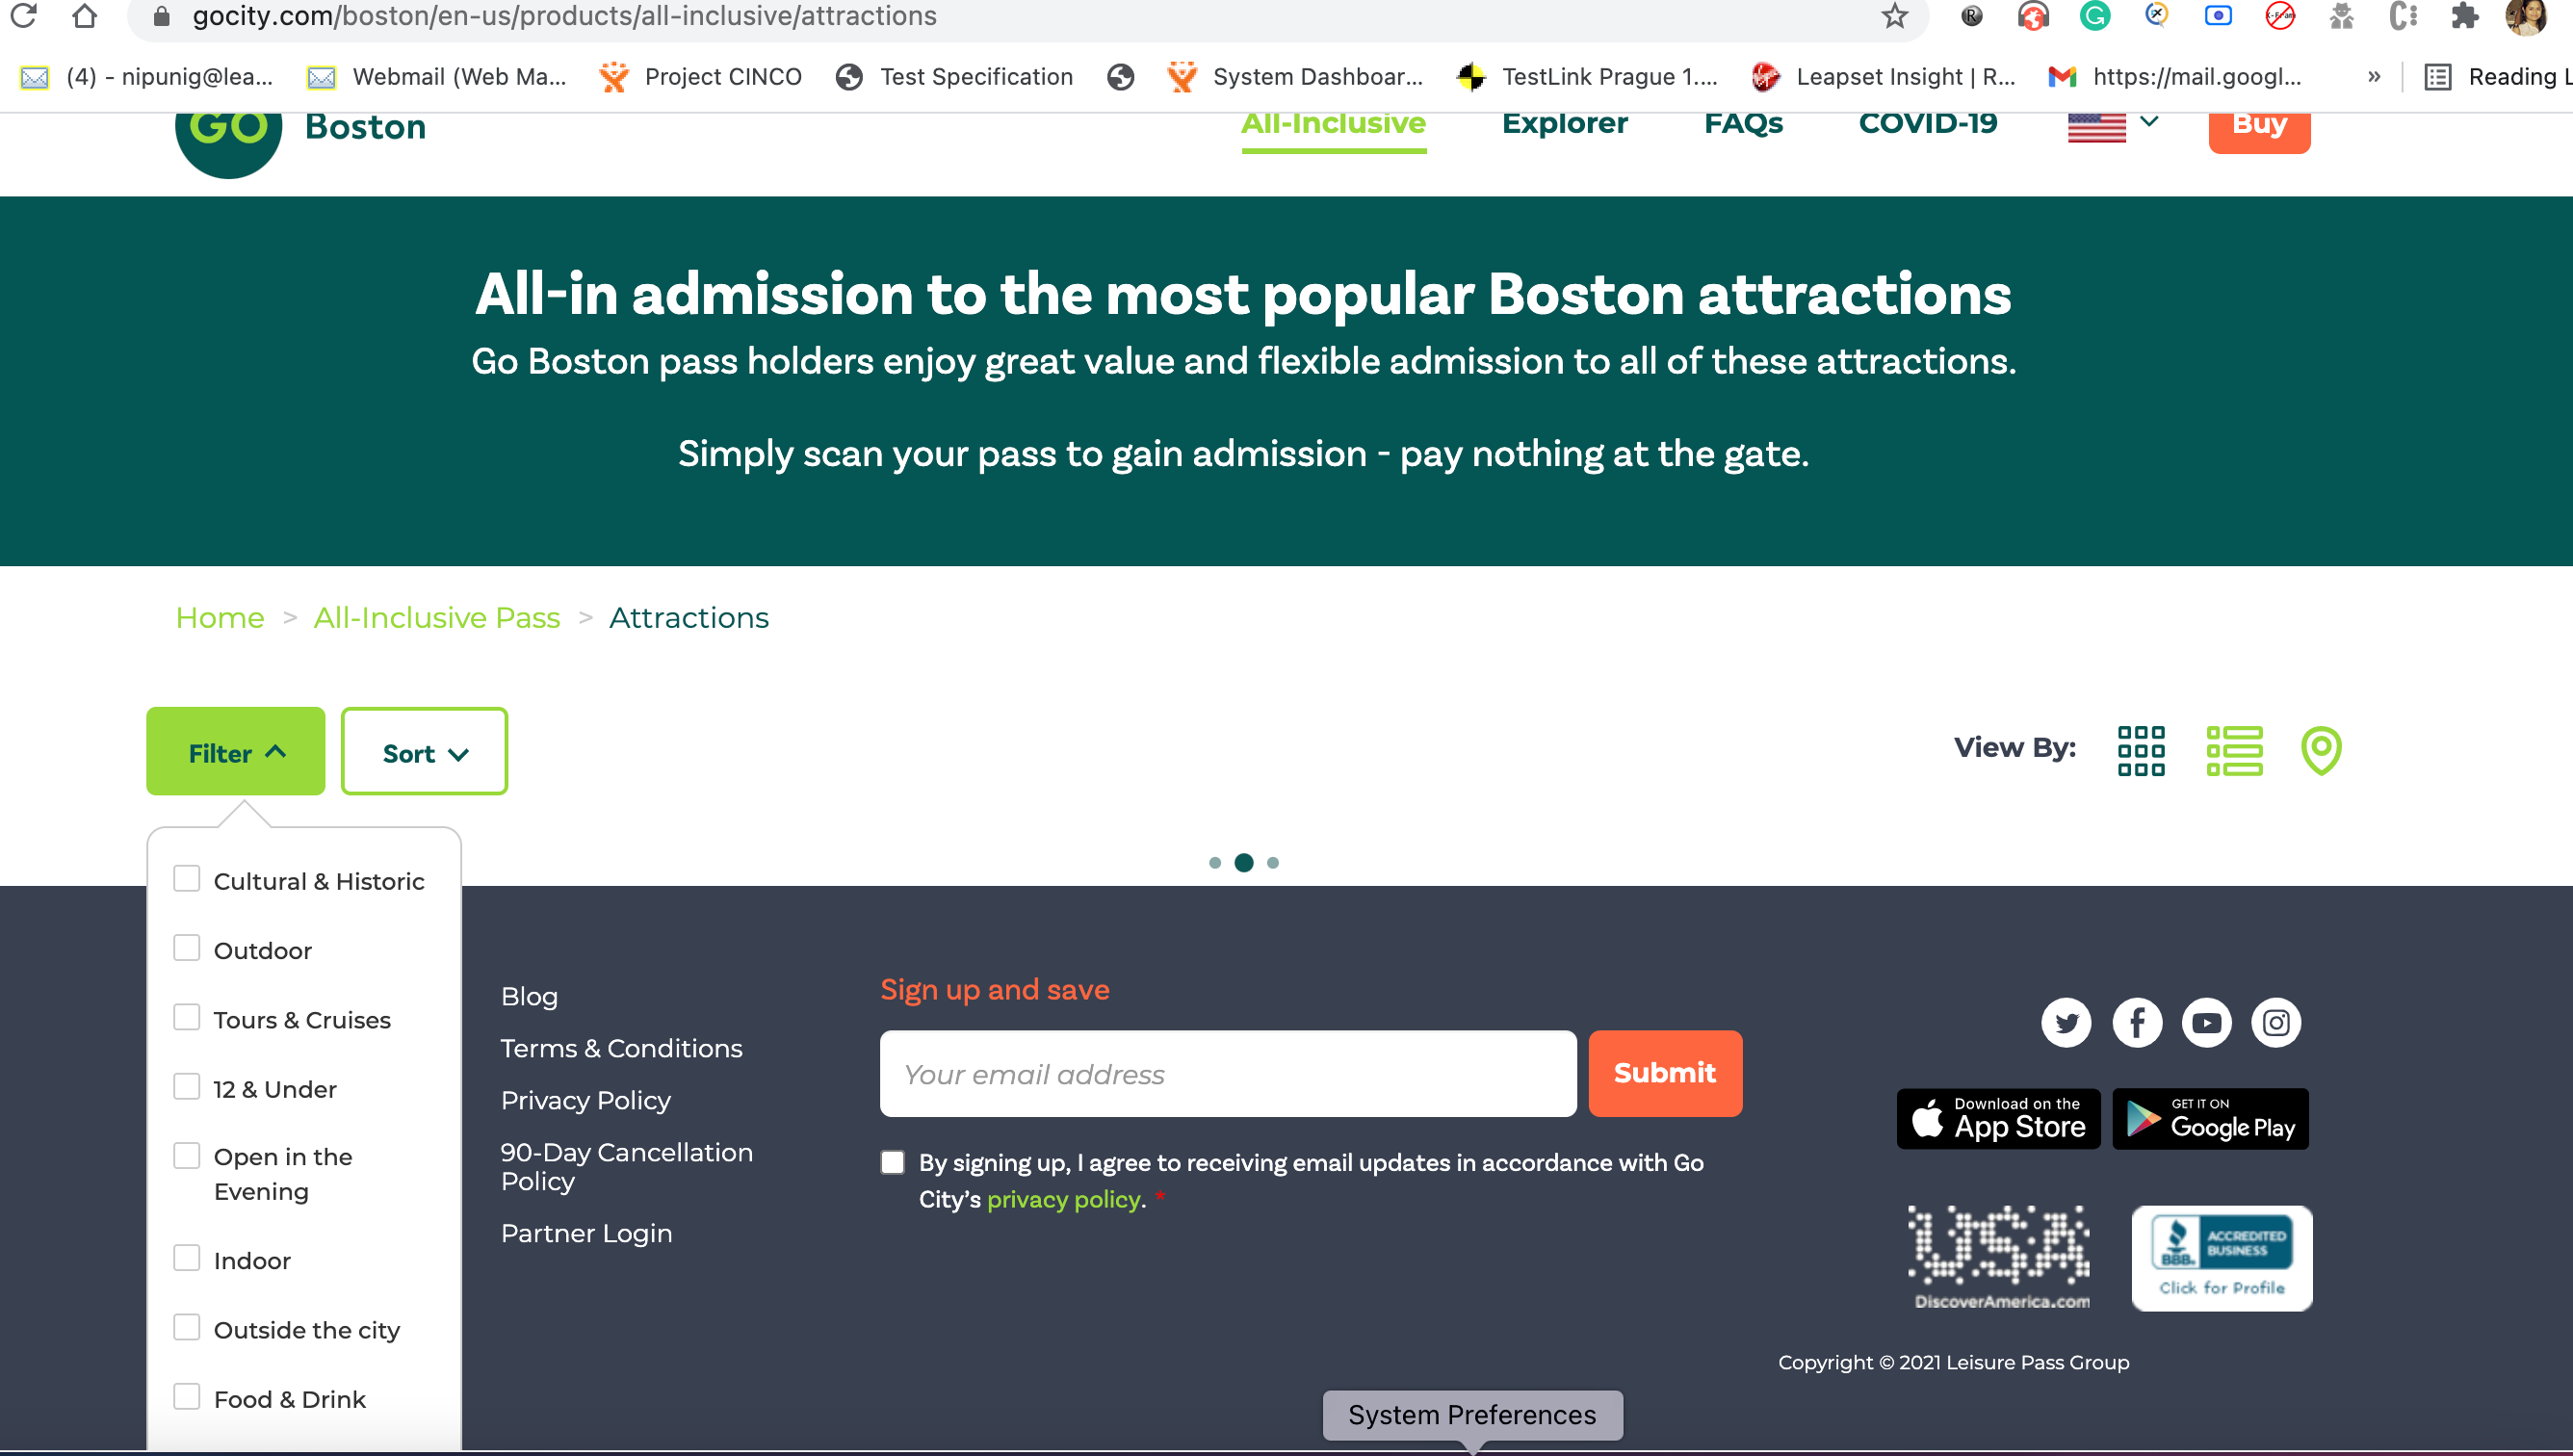 gocity.com/boston/en-us/products/all-inclusive/attractions
(4) - nipunig@lea...
Webmail (Web Ma...
Project CINCO
Test Specification
System Dashboar...
TestLink Prague 1....
Leapset Insight | R...
https://mail.googl...
»
Reading L
GO Boston
All-Inclusive
Explorer
FAQs
COVID-19
Buy
All-in admission to the most popular Boston attractions
Go Boston pass holders enjoy great value and flexible admission to all of these attractions.
Simply scan your pass to gain admission - pay nothing at the gate.
Home > All-Inclusive Pass > Attractions
Filter
Sort
View By:
Cultural & Historic
Outdoor
Tours & Cruises
12 & Under
Open in the
Evening
Indoor
Outside the city
Food & Drink
Blog
Terms & Conditions
Privacy Policy
90-Day Cancellation
Policy
Partner Login
Sign up and save
Your email address
Submit
By signing up, I agree to receiving email updates in accordance with Go
City's privacy policy. *
Download on the
App Store
GET IT ON
Google Play
USA
DiscoverAmerica.com
BBB.
ACCREDITED
BUSINESS
Click for Profile
Copyright © 2021 Leisure Pass Group
System Preferences